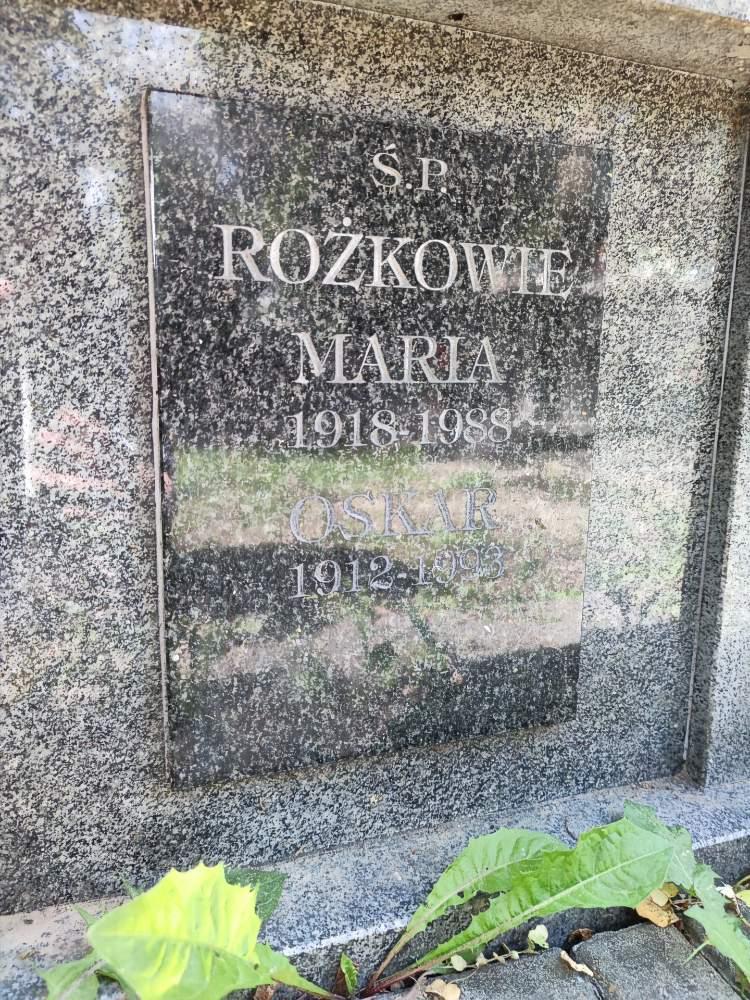 Ś.P.
ROŻKOWIE
MARIA
1918-1988
OSKAR
1912-1993